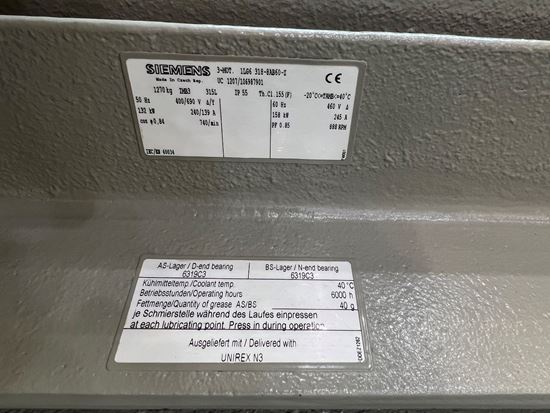 SIEMENS
Made in Czech Rep.
3-MOT. 1LG6 318-8AB60-Z
UC 1207/106987901
CE
1270 kg IMB3 315L IP 55 Th.Cl.155(F) -20°C<=TAMB<=40°C
50 Hz 400/690 V Δ/Y 60 Hz 460 V Δ
132 kW 240/139 A 158 kW 245 A
cos φ 0,84 740/min PF 0.85 888 RPM
IEC/EN 60034
AS-Lager / D-end bearing BS-Lager / N-end bearing
6319C3 6319C3
Kühlmitteltemp./Coolant temp. 40°C
Betriebsstunden/Operating hours 6000 h
Fettmenge/Quantity of grease AS/BS 40 g
je Schmierstelle während des Laufes einpressen
at each lubricating point. Press in during operation
Ausgeliefert mit / Delivered with
UNIREX N3